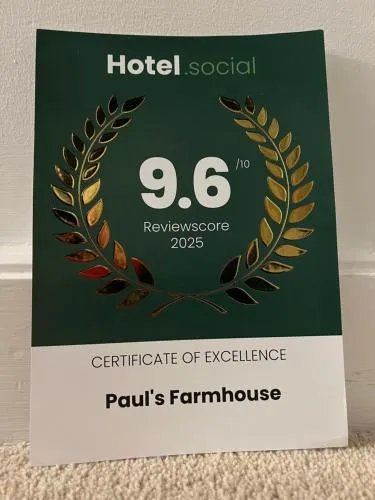 Hotel.social
9.6 /10
Reviewscore
2025
CERTIFICATE OF EXCELLENCE
Paul's Farmhouse